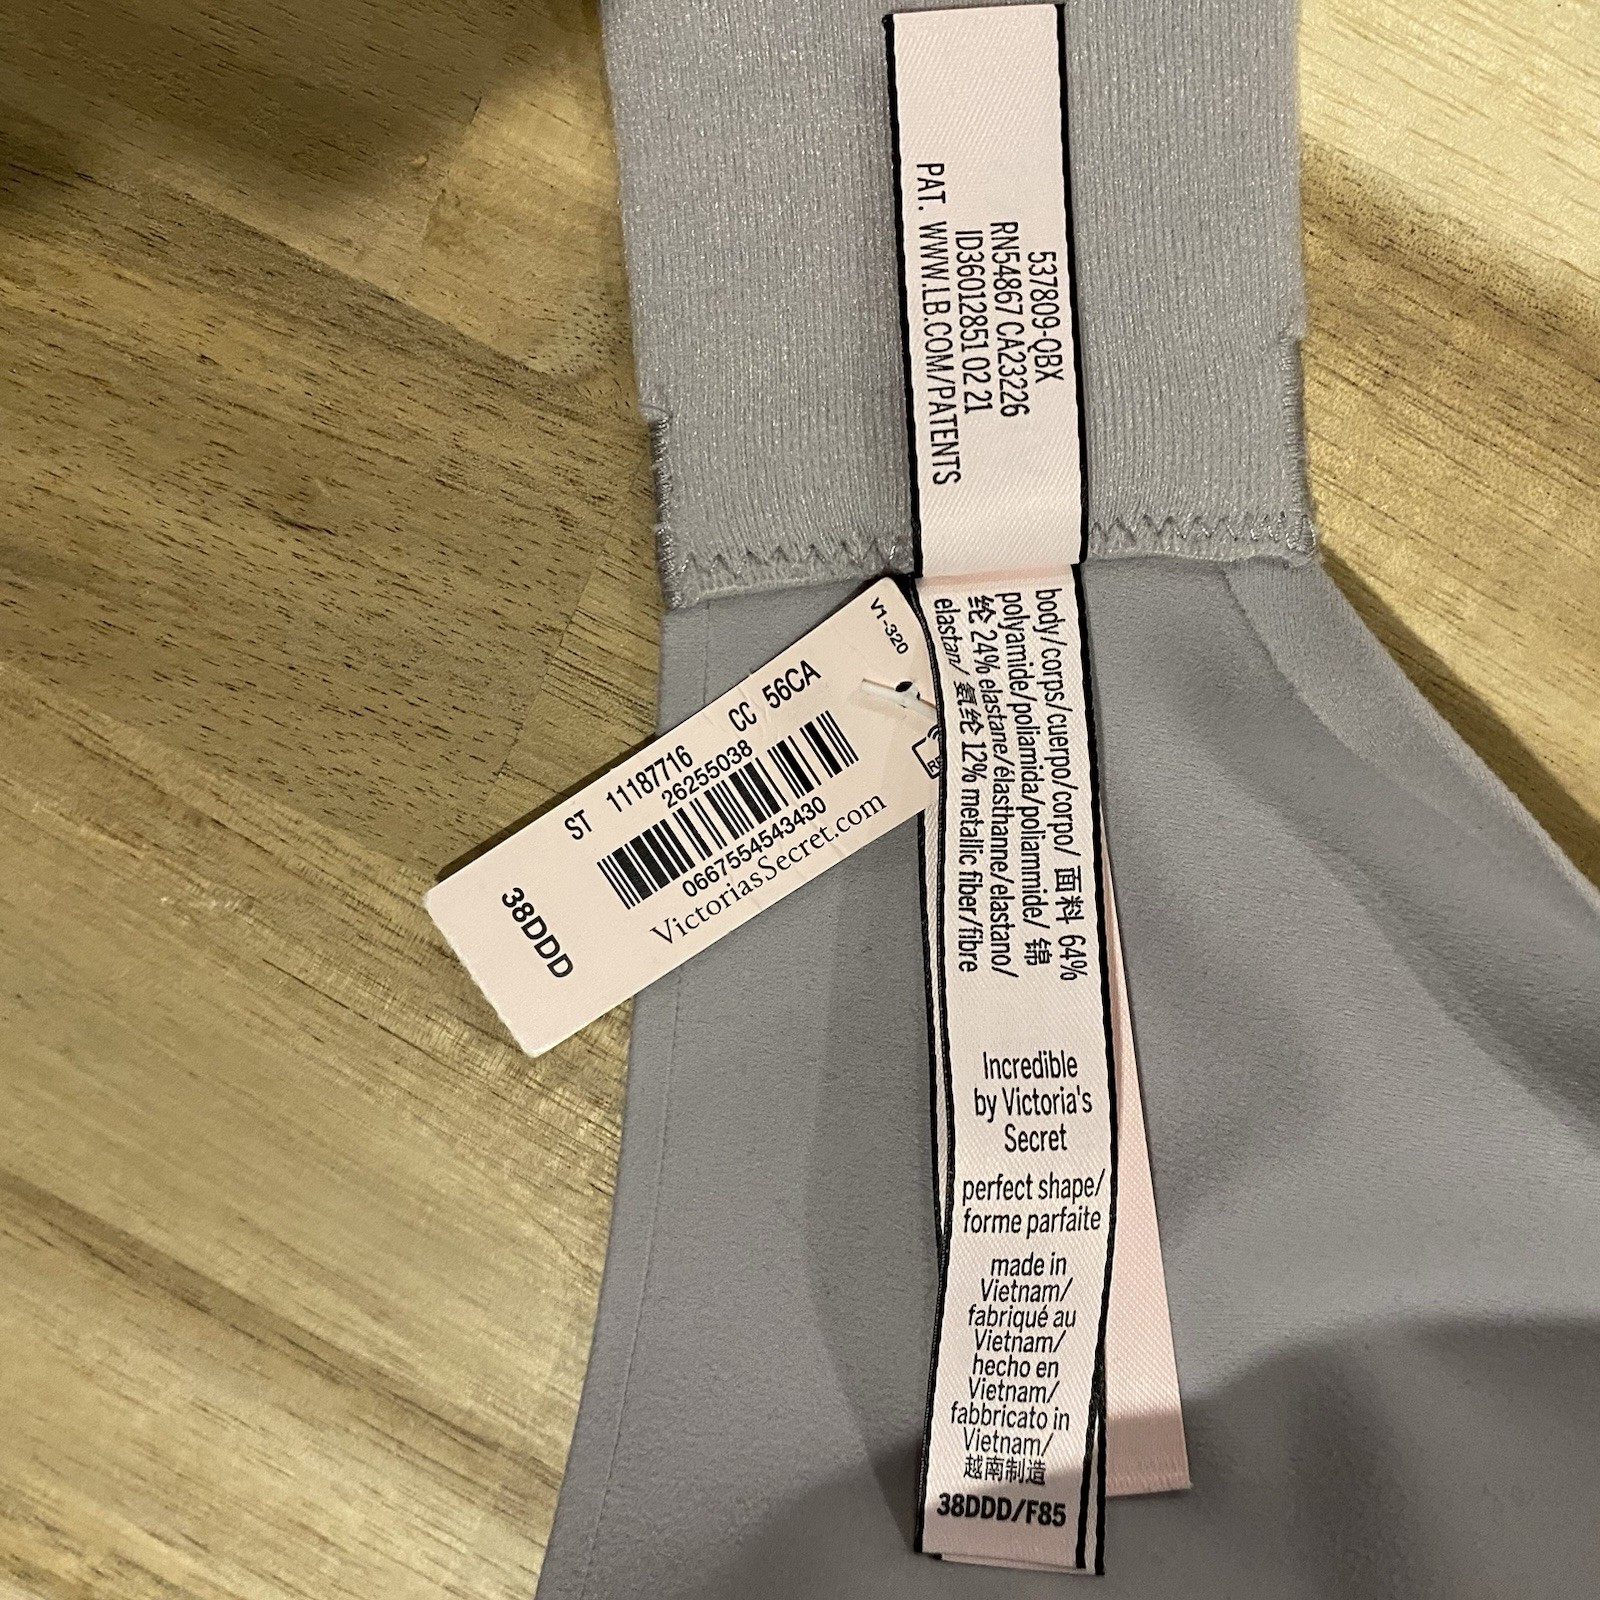 537809-QBX
RN54867 CA23226
ID36012851 02 21
PAT. WWW.LB.COM/PATENTS
body/corps/cuerpo/corpo/ 面料 64%
polyamide/poliamida/poliammide/ 锦
纶 24% elastane/élasthanne/elastano/
elastan/ 氨纶 12% metallic fiber/fibre
Incredible
by Victoria's
Secret
perfect shape/
forme parfaite
made in
Vietnam/
fabriqué au
Vietnam/
hecho en
Vietnam/
fabbricato in
Vietnam/
越南制造
38DDD/F85
V1-320
ST 11187716 CC 56CA
26255038
0667554543430
VictoriasSecret.com
38DDD